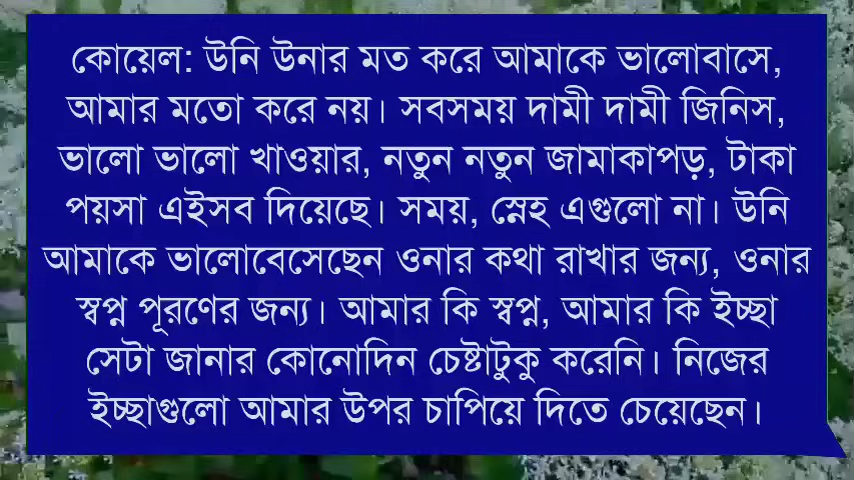 কোয়েল: উনি উনার মত করে আমাকে ভালোবাসে,
আমার মতো করে নয়। সবসময় দামী দামী জিনিস,
ভালো ভালো খাওয়ার, নতুন নতুন জামাকাপড়, টাকা
পয়সা এইসব দিয়েছে। সময়, স্নেহ এগুলো না। উনি
আমাকে ভালোবেসেছেন ওনার কথা রাখার জন্য, ওনার
স্বপ্ন পূরণের জন্য। আমার কি স্বপ্ন, আমার কি ইচ্ছা
সেটা জানার কোনোদিন চেষ্টাটুকু করেনি। নিজের
ইচ্ছাগুলো আমার উপর চাপিয়ে দিতে চেয়েছেন।